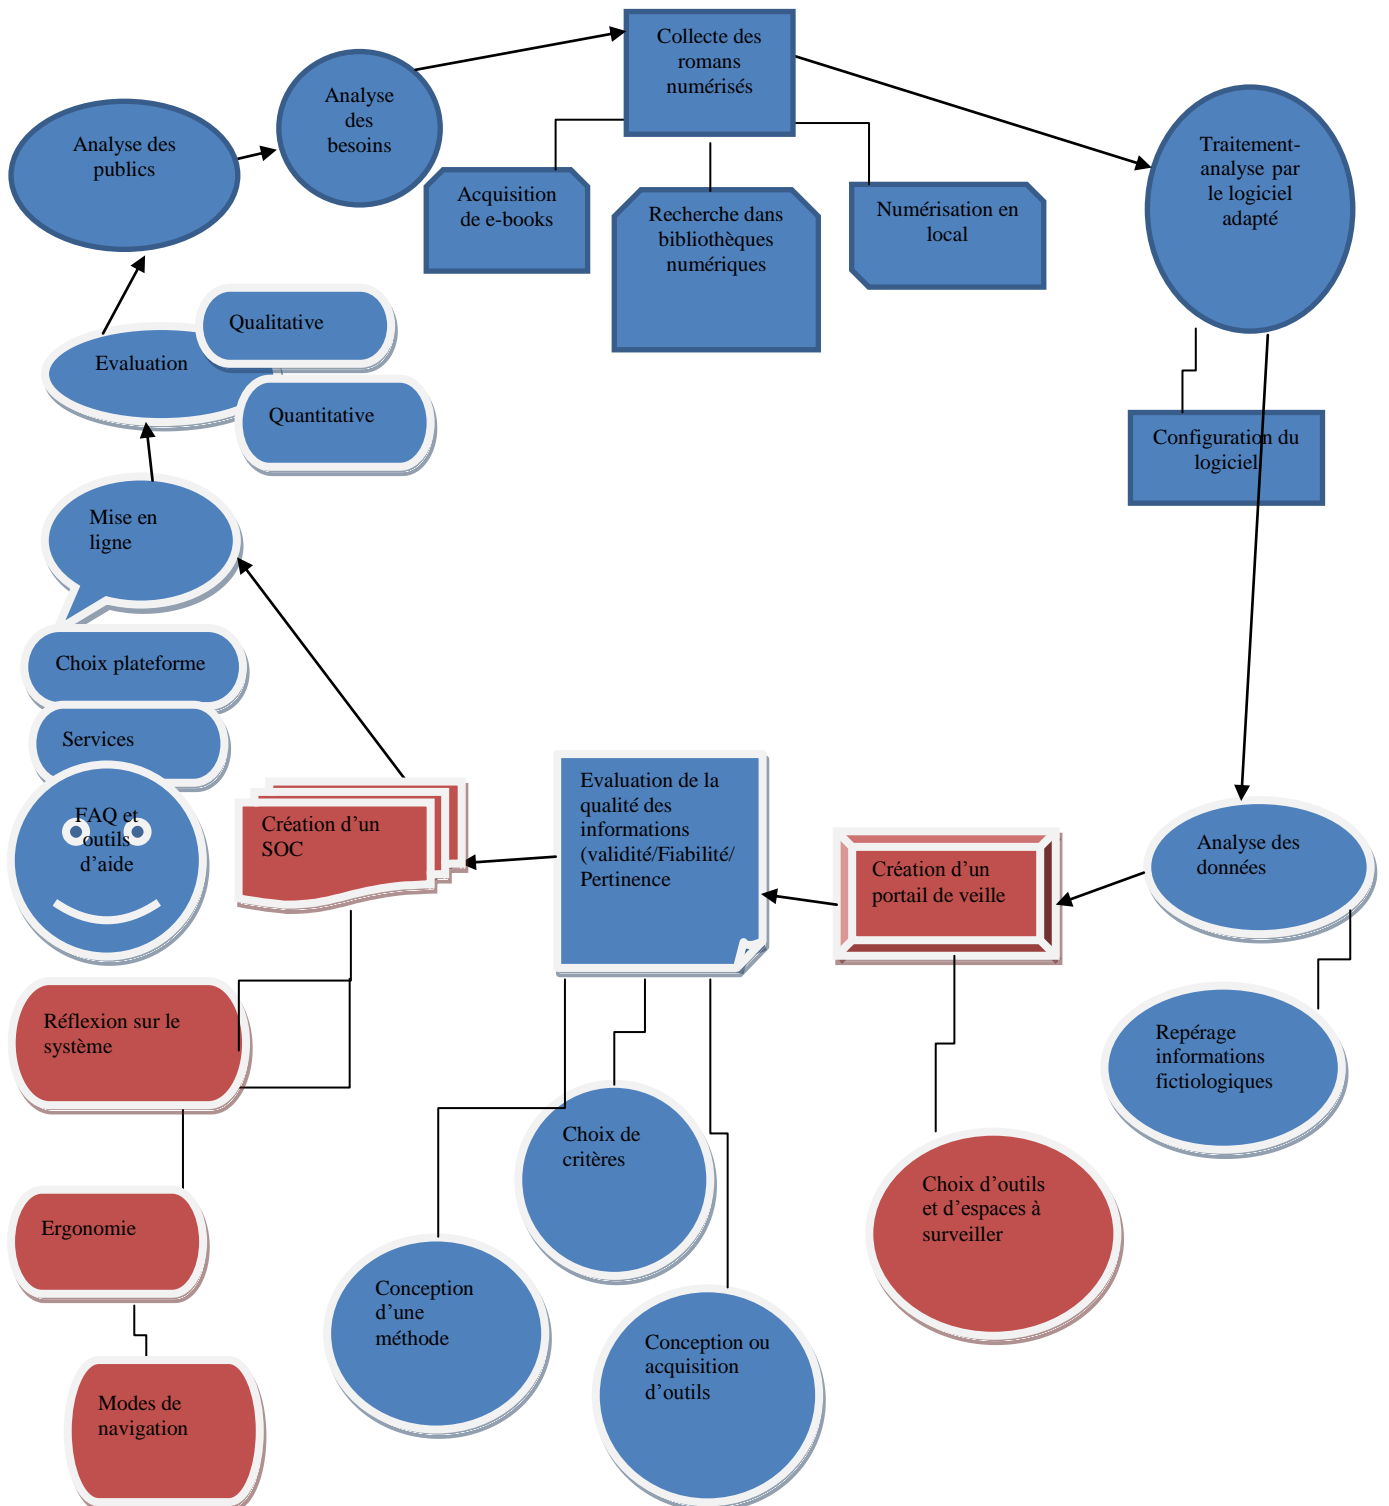 Collecte des
romans
numérisés
Analyse
des
besoins
Analyse des
publics
Traitement-
analyse par
le logiciel
adapté
Acquisition
de e-books
Recherche dans
bibliothèques
numériques
Numérisation en
local
Qualitative
Evaluation
Quantitative
Configuration du
logiciel
Mise en
ligne
Choix plateforme
Services
FAQ et
outils
d'aide
Création d'un
SOC
Evaluation de la
qualité des
informations
(validité/Fiabilité/
Pertinence
Création d'un
portail de veille
Analyse des
données
Réflexion sur le
système
Repérage
informations
fictiologiques
Choix de
critères
Choix d'outils
et d'espaces à
surveiller
Ergonomie
Conception
d'une
méthode
Conception ou
acquisition
d'outils
Modes de
navigation